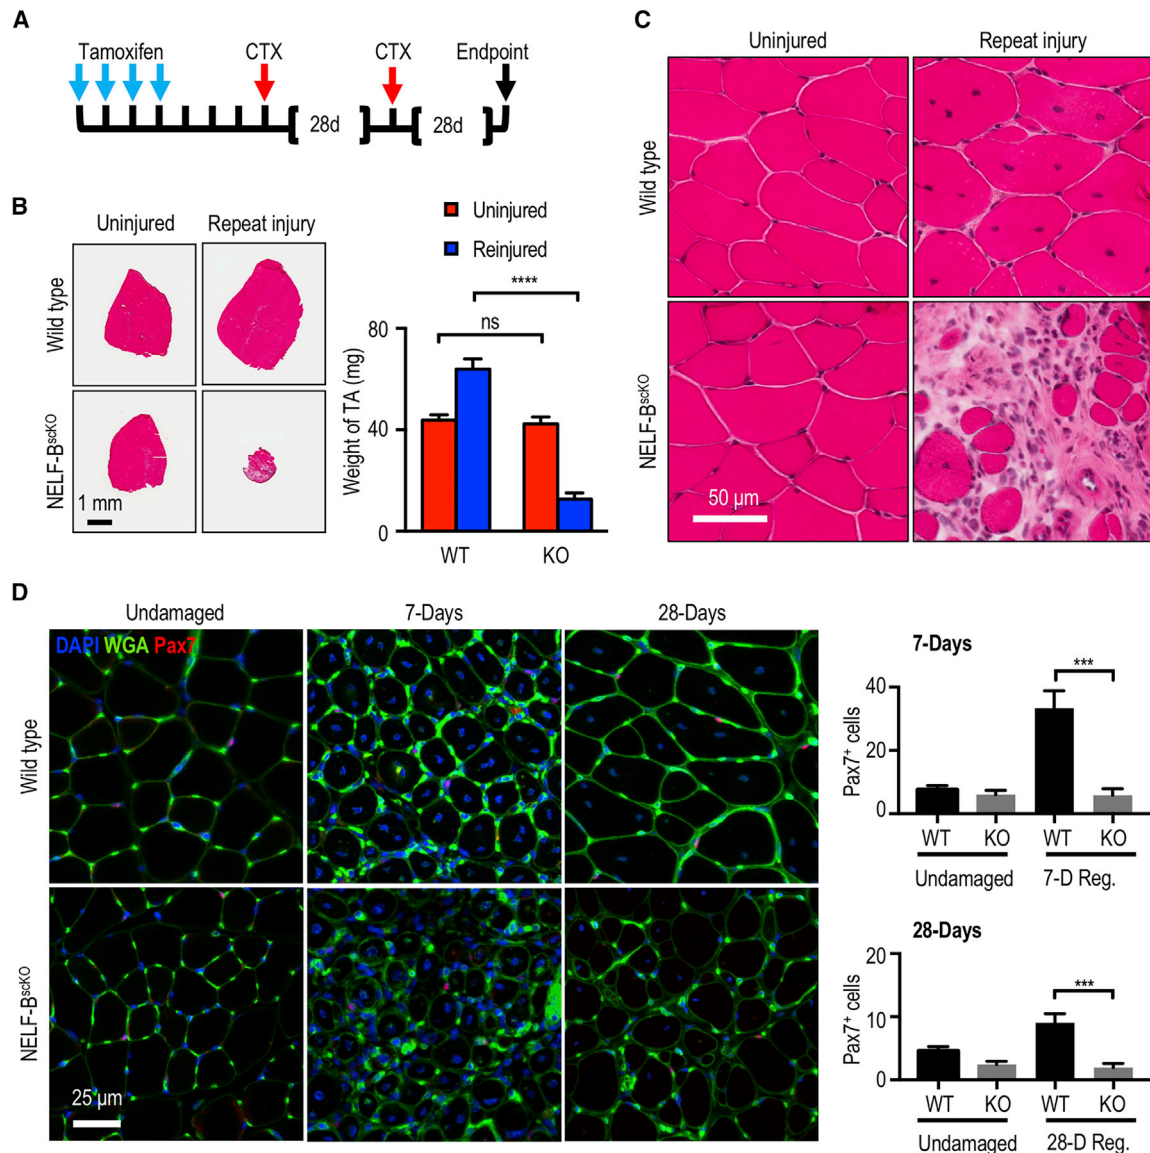 A
Tamoxifen CTX CTX Endpoint
28d 28d
B
Uninjured Repeat injury
Wild type
NELF-BscKO
1 mm
Uninjured
Reinjured
****
ns
Weight of TA (mg)
80
40
0
WT KO
C
Uninjured Repeat injury
Wild type
NELF-BscKO
50 µm
D
Undamaged 7-Days 28-Days
DAPI WGA Pax7
Wild type
NELF-BscKO
25 µm
7-Days
***
Pax7+ cells
40
20
0
WT KO WT KO
Undamaged 7-D Reg.
28-Days
***
Pax7+ cells
20
10
0
WT KO WT KO
Undamaged 28-D Reg.